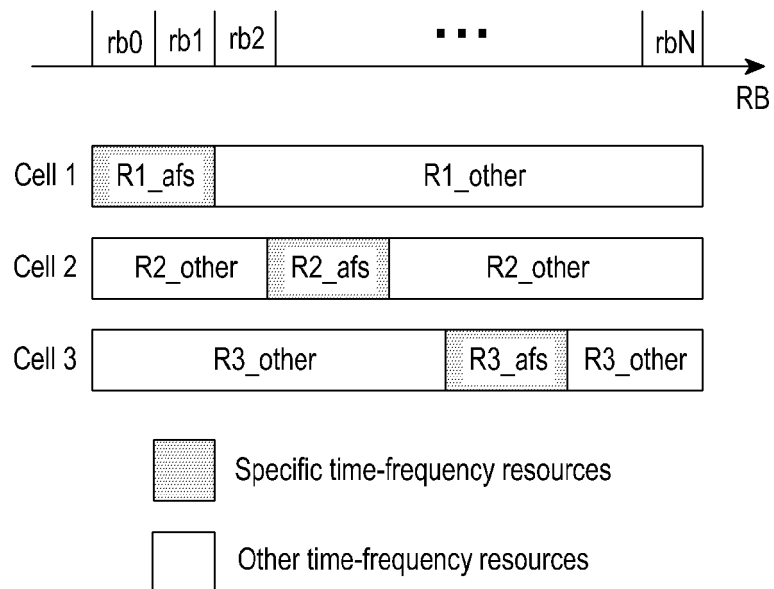 rb0 rb1 rb2 ... rbN
RB
Cell 1 R1_afs R1_other
Cell 2 R2_other R2_afs R2_other
Cell 3 R3_other R3_afs R3_other
Specific time-frequency resources
Other time-frequency resources